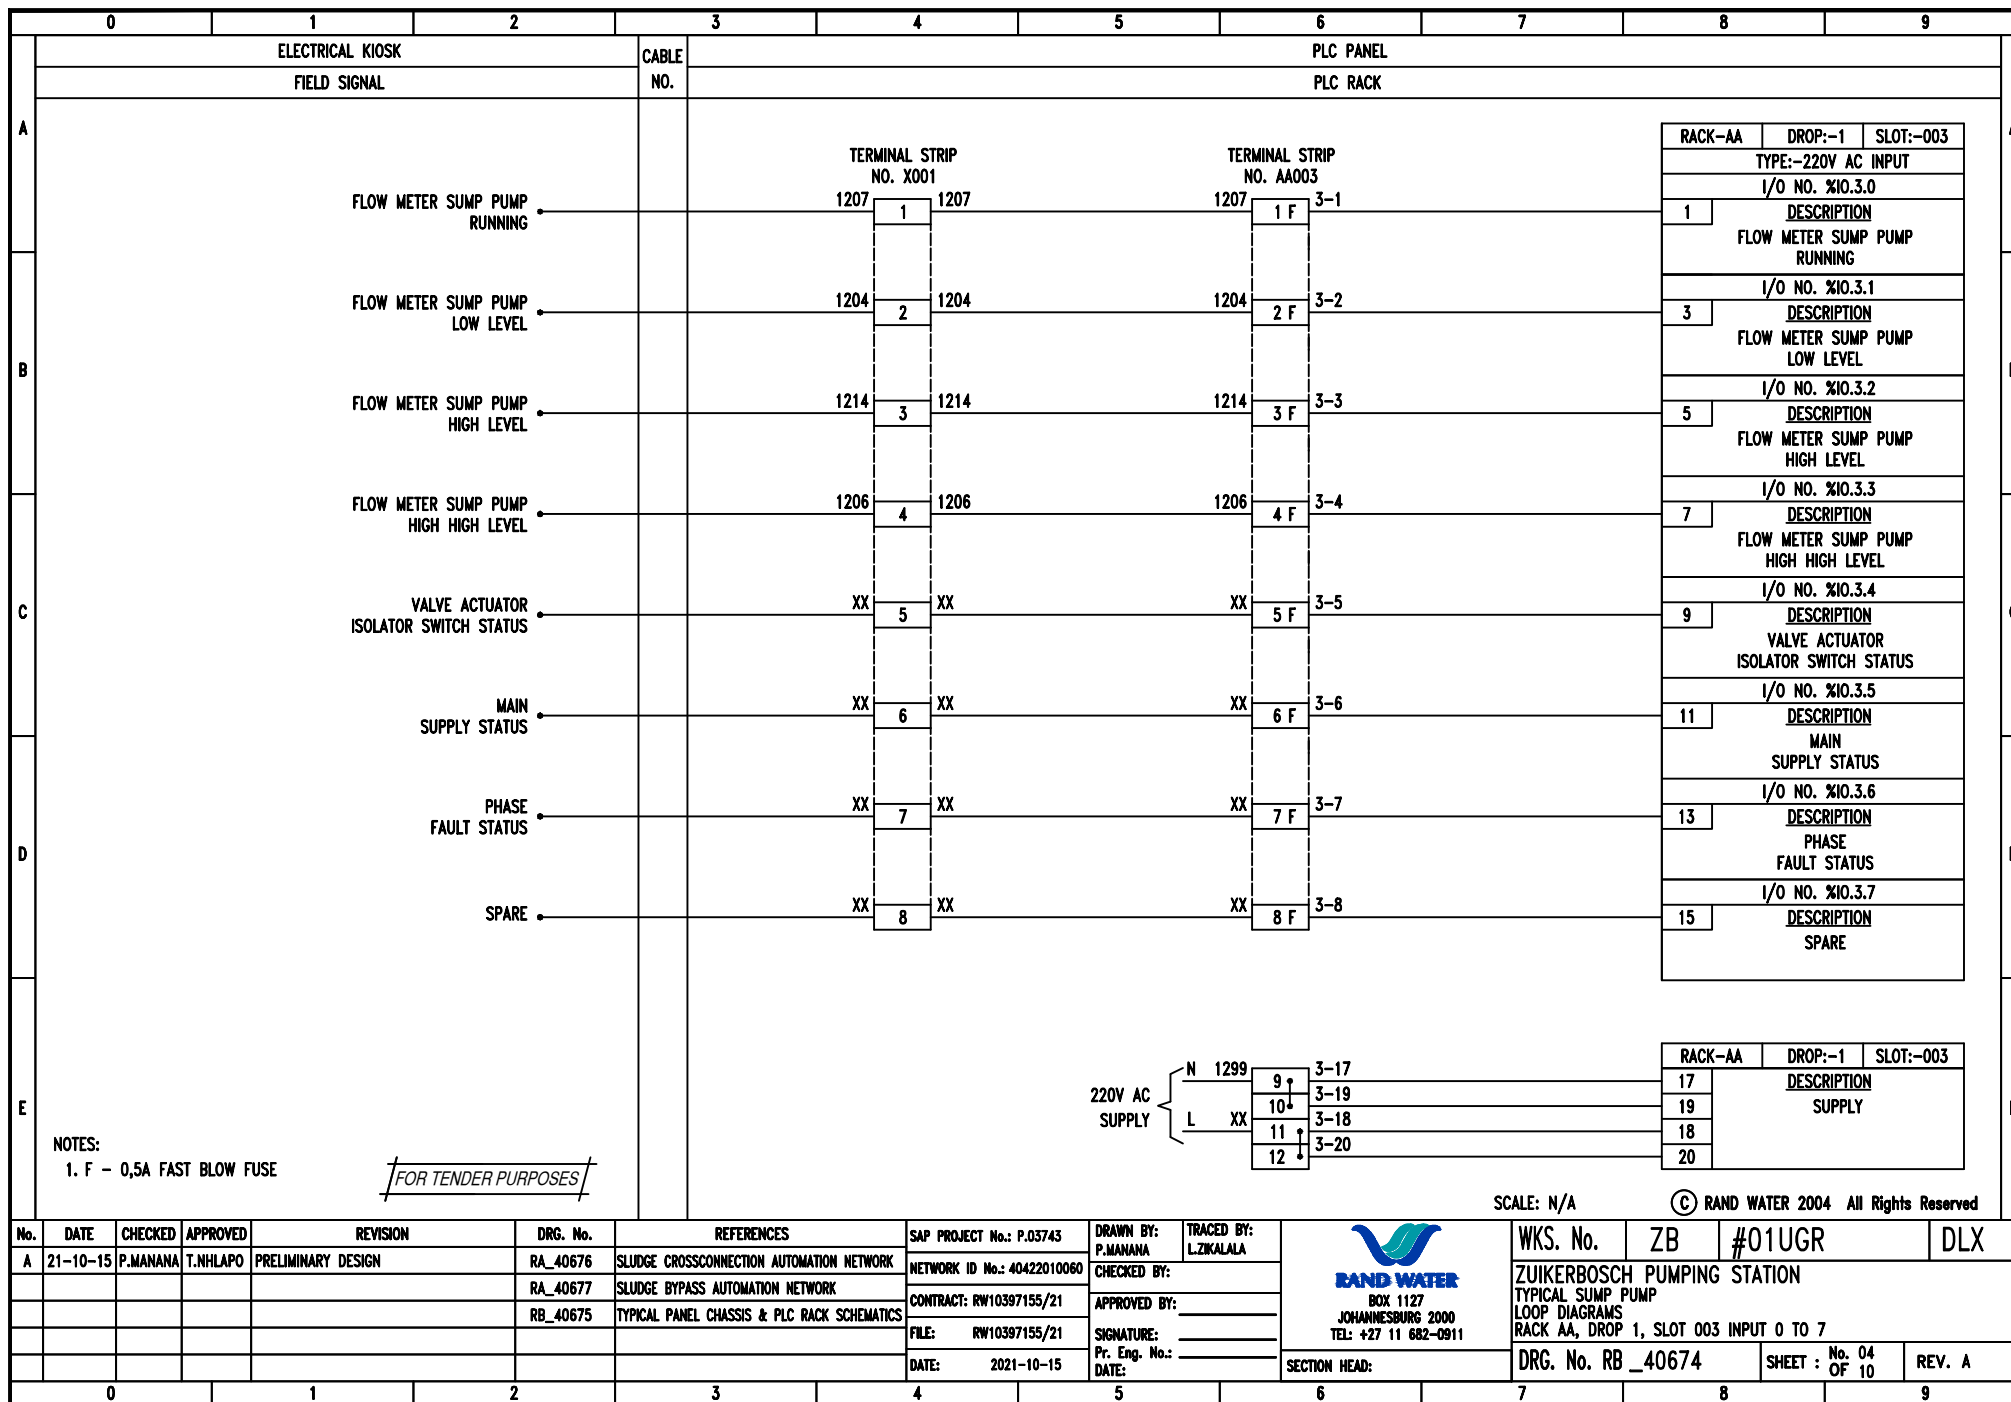 0 1 2 3 4 5 6 7 8 9
ELECTRICAL KIOSK
CABLE NO.
PLC PANEL
FIELD SIGNAL
PLC RACK
A
B
C
D
E
TERMINAL STRIP
NO. X001
TERMINAL STRIP
NO. AA003
RACK-AA DROP:-1 SLOT:-003
TYPE:-220V AC INPUT
I/O NO. %I0.3.0
FLOW METER SUMP PUMP
RUNNING
1207 1 1207 1207 1 F 3-1 1 DESCRIPTION
FLOW METER SUMP PUMP
RUNNING
I/O NO. %I0.3.1
FLOW METER SUMP PUMP
LOW LEVEL
1204 2 1204 1204 2 F 3-2 3 DESCRIPTION
FLOW METER SUMP PUMP
LOW LEVEL
I/O NO. %I0.3.2
FLOW METER SUMP PUMP
HIGH LEVEL
1214 3 1214 1214 3 F 3-3 5 DESCRIPTION
FLOW METER SUMP PUMP
HIGH LEVEL
I/O NO. %I0.3.3
FLOW METER SUMP PUMP
HIGH HIGH LEVEL
1206 4 1206 1206 4 F 3-4 7 DESCRIPTION
FLOW METER SUMP PUMP
HIGH HIGH LEVEL
I/O NO. %I0.3.4
VALVE ACTUATOR
ISOLATOR SWITCH STATUS
XX 5 XX XX 5 F 3-5 9 DESCRIPTION
VALVE ACTUATOR
ISOLATOR SWITCH STATUS
I/O NO. %I0.3.5
MAIN
SUPPLY STATUS
XX 6 XX XX 6 F 3-6 11 DESCRIPTION
MAIN
SUPPLY STATUS
I/O NO. %I0.3.6
PHASE
FAULT STATUS
XX 7 XX XX 7 F 3-7 13 DESCRIPTION
PHASE
FAULT STATUS
I/O NO. %I0.3.7
SPARE
XX 8 XX XX 8 F 3-8 15 DESCRIPTION
SPARE
RACK-AA DROP:-1 SLOT:-003
220V AC
SUPPLY
N 1299 9 3-17 17 DESCRIPTION
10 3-19 19 SUPPLY
L XX 11 3-18 18
12 3-20 20
NOTES:
1. F - 0,5A FAST BLOW FUSE
FOR TENDER PURPOSES
SCALE: N/A
© RAND WATER 2004 All Rights Reserved
No. DATE CHECKED APPROVED REVISION DRG. No. REFERENCES
A 21-10-15 P.MANANA T.NHLAPO PRELIMINARY DESIGN RA_40676 SLUDGE CROSSCONNECTION AUTOMATION NETWORK
RA_40677 SLUDGE BYPASS AUTOMATION NETWORK
RB_40675 TYPICAL PANEL CHASSIS & PLC RACK SCHEMATICS
SAP PROJECT No.: P.03743
NETWORK ID No.: 40422010060
CONTRACT: RW10397155/21
FILE: RW10397155/21
DATE: 2021-10-15
DRAWN BY:
P.MANANA
TRACED BY:
L.ZIKALALA
CHECKED BY:
APPROVED BY:
SIGNATURE:
Pr. Eng. No.:
DATE:
RAND WATER
BOX 1127
JOHANNESBURG 2000
TEL: +27 11 682-0911
SECTION HEAD:
WKS. No. ZB #01UGR DLX
ZUIKERBOSCH PUMPING STATION
TYPICAL SUMP PUMP
LOOP DIAGRAMS
RACK AA, DROP 1, SLOT 003 INPUT 0 TO 7
DRG. No. RB_40674
SHEET : No. 04 OF 10
REV. A
0 1 2 3 4 5 6 7 8 9